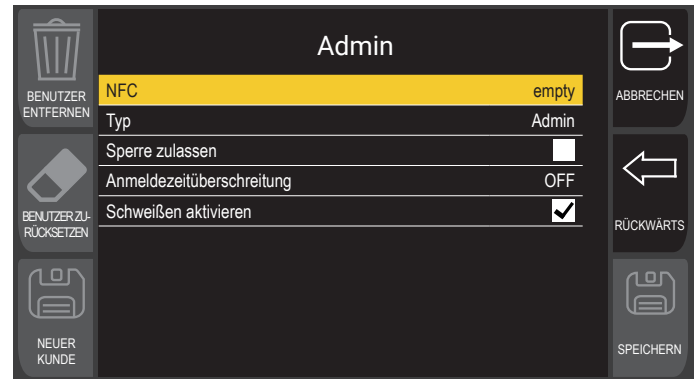 Admin
BENUTZER
ENTFERNEN
BENUTZER ZU-
RÜCKSETZEN
NEUER
KUNDE
NFC empty
Typ Admin
Sperre zulassen
Anmeldezeitüberschreitung OFF
Schweißen aktivieren
ABBRECHEN
RÜCKWÄRTS
SPEICHERN